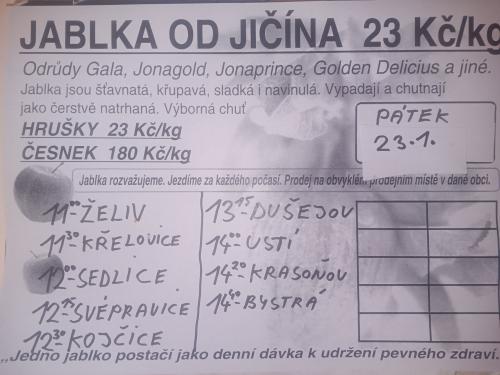 JABLKA OD JIČÍNA 23 Kč/kg
Odrůdy Gala, Jonagold, Jonaprince, Golden Delicius a jiné.
Jablka jsou šťavnatá, křupavá, sladká i navinulá. Vypadají a chutnají
jako čerstvě natrhaná. Výborná chuť
HRUŠKY 23 Kč/kg
ČESNEK 180 Kč/kg
PÁTEK
23.1.
Jablka rozvažujeme. Jezdíme za každého počasí. Prodej na obvyklém prodejním místě v dané obci.
11⁰⁰ ŽELIV
11³⁰ KŘELOVICE
12⁰⁰ SEDLICE
12¹⁵ SVÉPRAVICE
12³⁰ KOJČICE
13¹⁵ DUŠEJOV
14⁰⁰ ÚSTÍ
14²⁰ KRASOŇOV
14⁴⁰ BYSTRÁ
„Jedno jablko postačí jako denní dávka k udržení pevného zdraví.